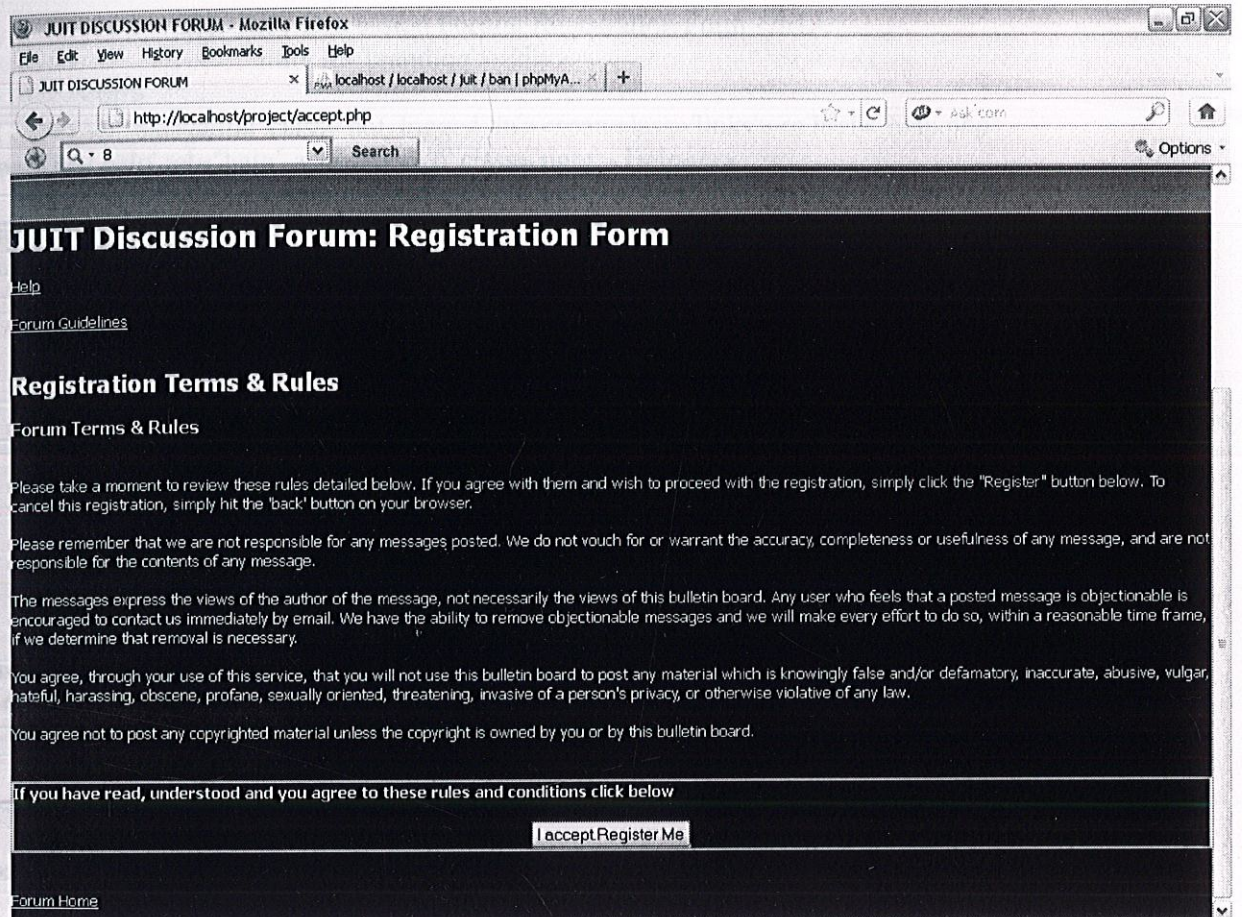 JUIT DISCUSSION FORUM - Mozilla Firefox
File Edit View History Bookmarks Tools Help
JUIT DISCUSSION FORUM × localhost / localhost / juit / ban | phpMyA... × +
http://localhost/project/accept.php Ask.com
8 Search Options
JUIT Discussion Forum: Registration Form
Help
Forum Guidelines
Registration Terms & Rules
Forum Terms & Rules
Please take a moment to review these rules detailed below. If you agree with them and wish to proceed with the registration, simply click the "Register" button below. To
cancel this registration, simply hit the 'back' button on your browser.
Please remember that we are not responsible for any messages posted. We do not vouch for or warrant the accuracy, completeness or usefulness of any message, and are not
responsible for the contents of any message.
The messages express the views of the author of the message, not necessarily the views of this bulletin board. Any user who feels that a posted message is objectionable is
encouraged to contact us immediately by email. We have the ability to remove objectionable messages and we will make every effort to do so, within a reasonable time frame,
if we determine that removal is necessary.
You agree, through your use of this service, that you will not use this bulletin board to post any material which is knowingly false and/or defamatory, inaccurate, abusive, vulgar,
hateful, harassing, obscene, profane, sexually oriented, threatening, invasive of a person's privacy, or otherwise violative of any law.
You agree not to post any copyrighted material unless the copyright is owned by you or by this bulletin board.
If you have read, understood and you agree to these rules and conditions click below
I accept.Register Me
Forum Home